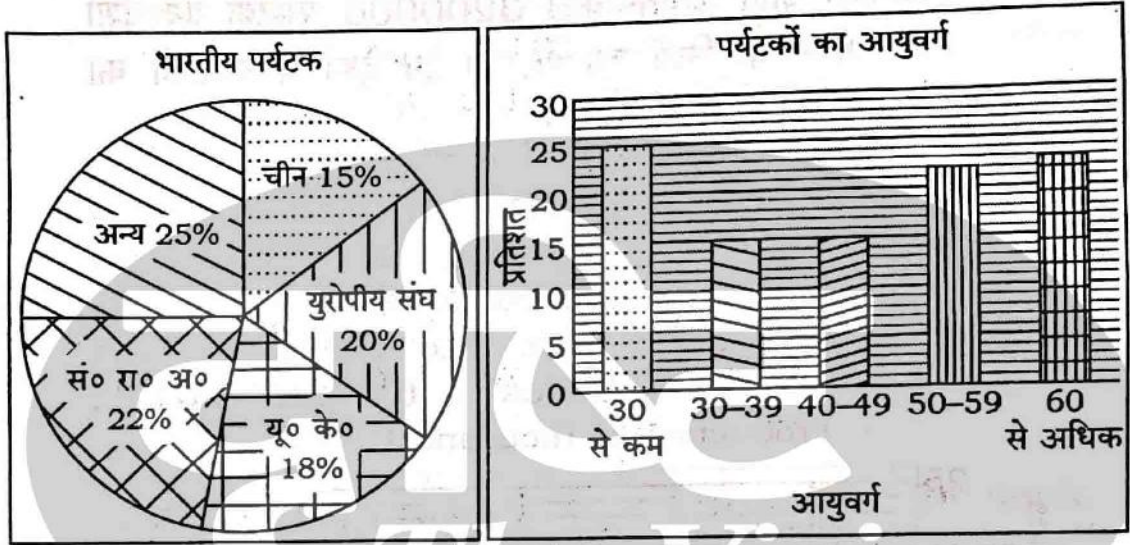 भारतीय पर्यटक
चीन 15%
अन्य 25%
युरोपीय संघ
20%
सं० रा० अ०
22%
यू० के०
18%
पर्यटकों का आयुवर्ग
प्रतिशत
30
25
20
15
10
5
0
30 30–39 40–49 50–59 60
से कम से अधिक
आयुवर्ग